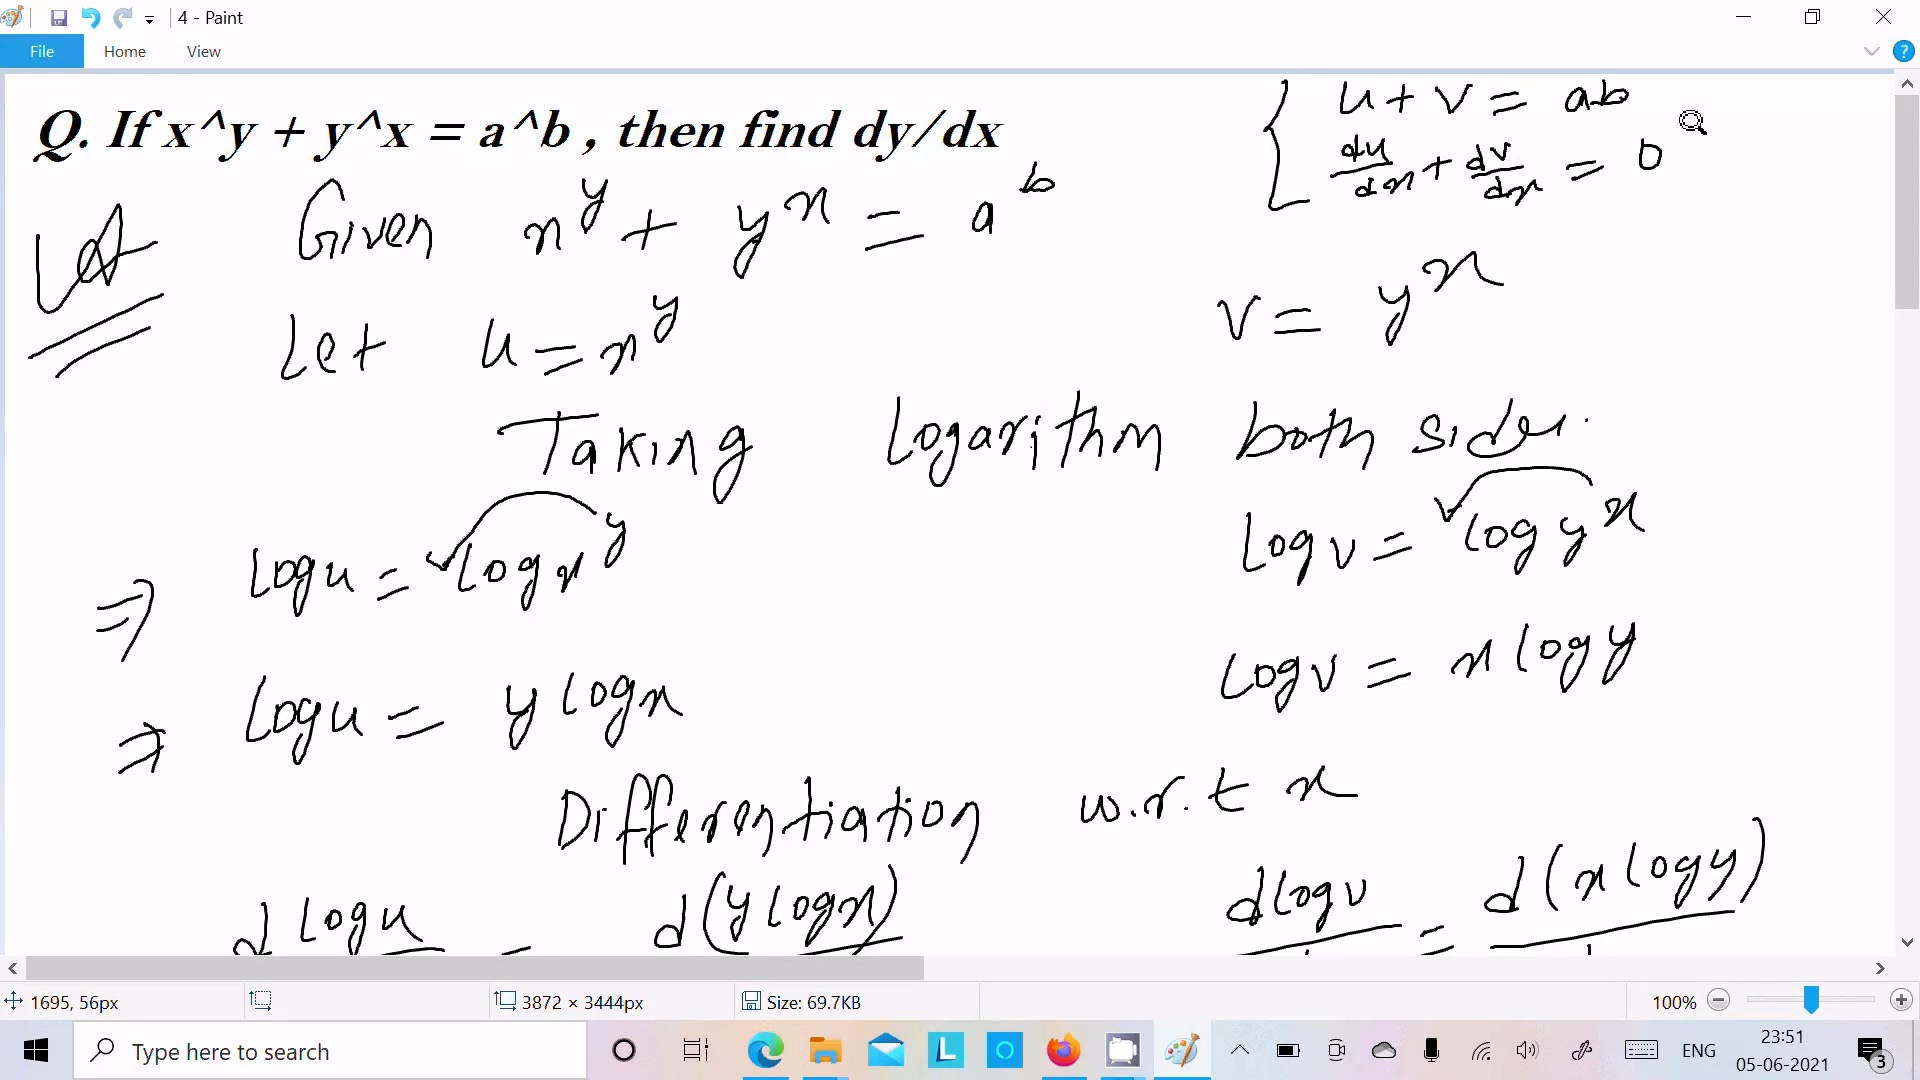 4 - Paint
File Home View
Q. If x^y + y^x = a^b , then find dy/dx
u + v = ab
du/dx + dv/dx = 0
Given x^y + y^x = a^b
Let u = x^y v = y^x
Taking Logarithm both sides.
⇒ Log u = log x^y Log v = log y^x
⇒ Log u = y log x Log v = x log y
Differentiation w.r.t x
d log u = d(y log x) d log v = d(x log y)
1695, 56px 3872 × 3444px Size: 69.7KB 100%
Type here to search
ENG 23:51
05-06-2021
3